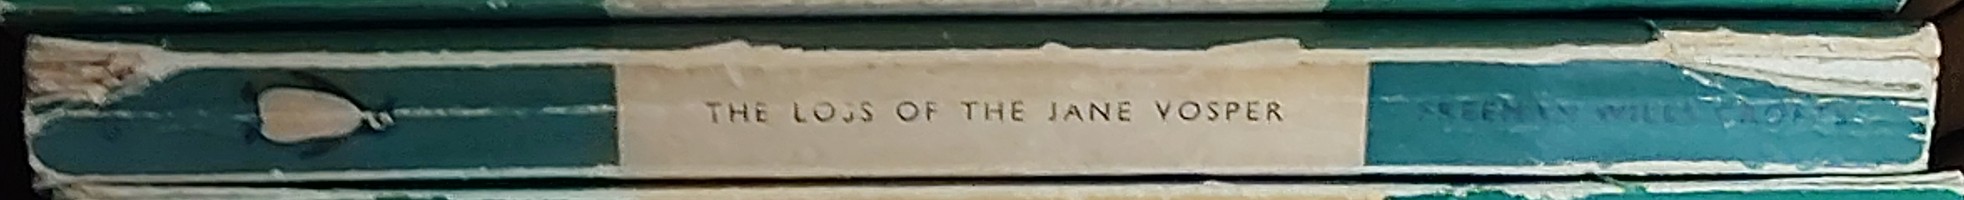 THE LOSS OF THE JANE VOSPER
FREEMAN WILLS CROFTS